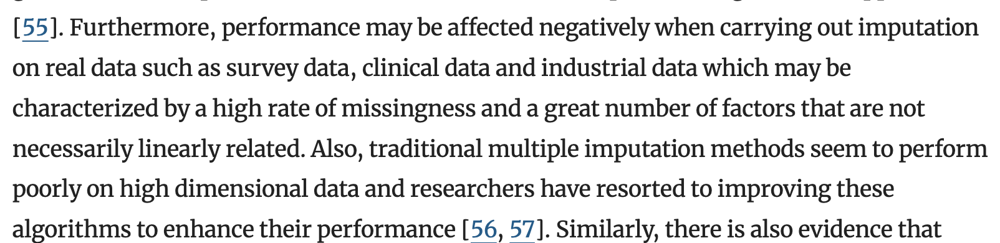 [55]. Furthermore, performance may be affected negatively when carrying out imputation
on real data such as survey data, clinical data and industrial data which may be
characterized by a high rate of missingness and a great number of factors that are not
necessarily linearly related. Also, traditional multiple imputation methods seem to perform
poorly on high dimensional data and researchers have resorted to improving these
algorithms to enhance their performance [56, 57]. Similarly, there is also evidence that